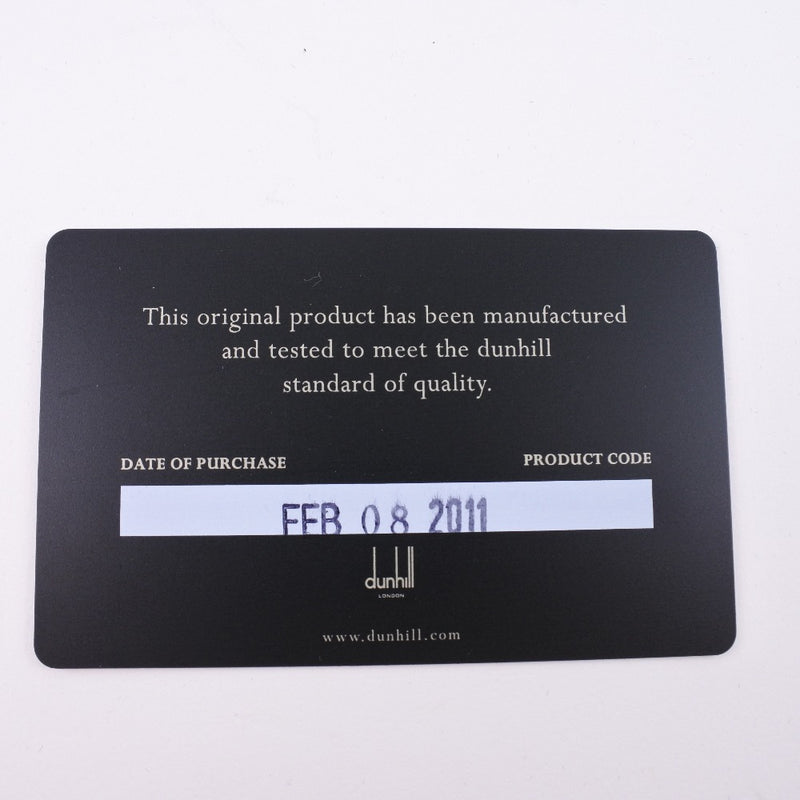 This original product has been manufactured
and tested to meet the dunhill
standard of quality.
DATE OF PURCHASE PRODUCT CODE
FEB 08 2011
dunhill
LONDON
www.dunhill.com